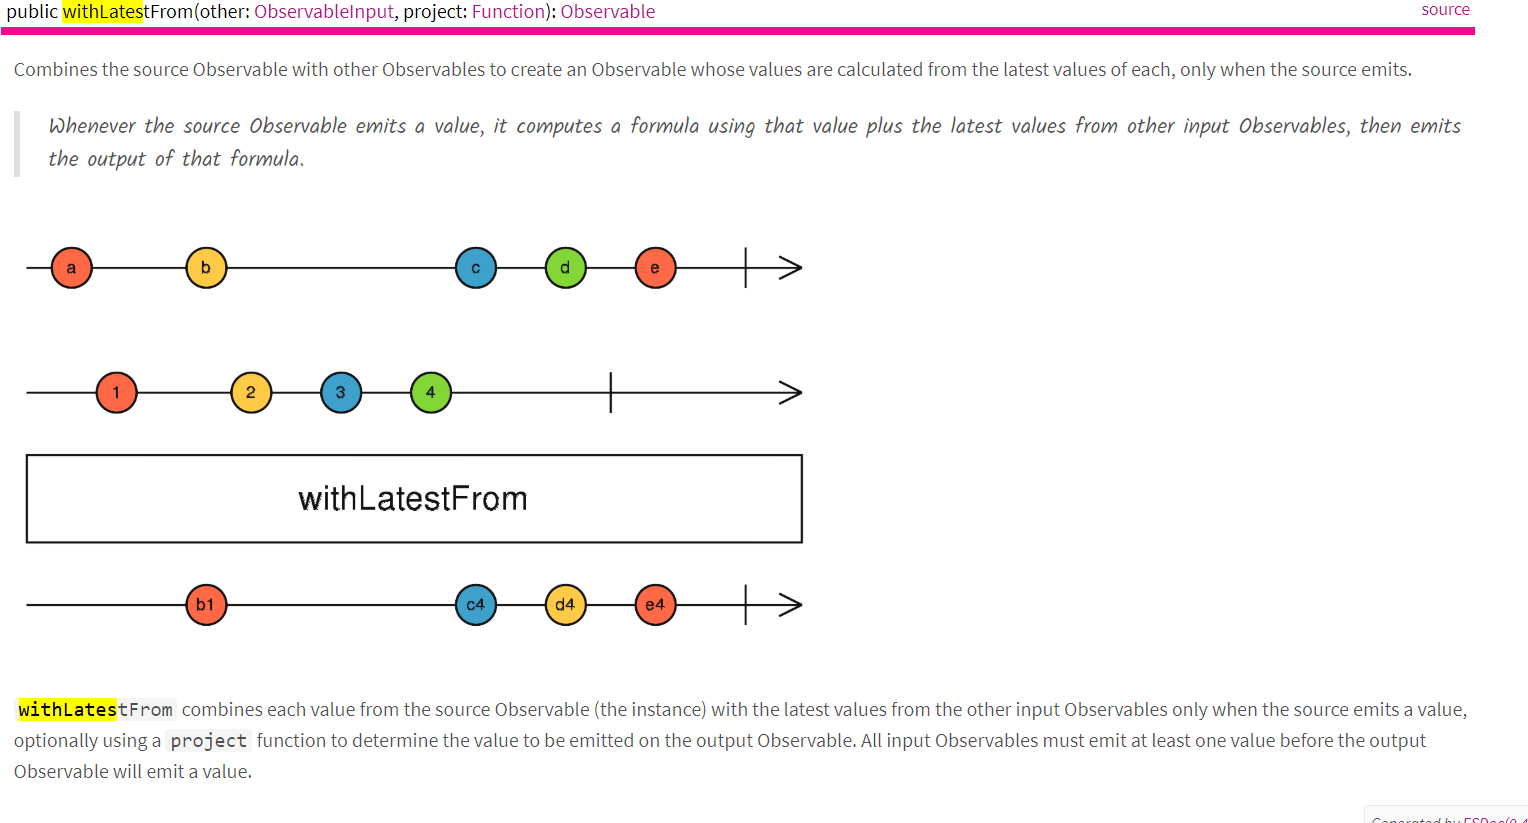 public withLatestFrom(other: ObservableInput, project: Function): Observable
source
Combines the source Observable with other Observables to create an Observable whose values are calculated from the latest values of each, only when the source emits.
Whenever the source Observable emits a value, it computes a formula using that value plus the latest values from other input Observables, then emits
the output of that formula.
a b c d e
1 2 3 4
withLatestFrom
b1 c4 d4 e4
withLatestFrom combines each value from the source Observable (the instance) with the latest values from the other input Observables only when the source emits a value,
optionally using a project function to determine the value to be emitted on the output Observable. All input Observables must emit at least one value before the output
Observable will emit a value.
Generated by ESDoc(0.4